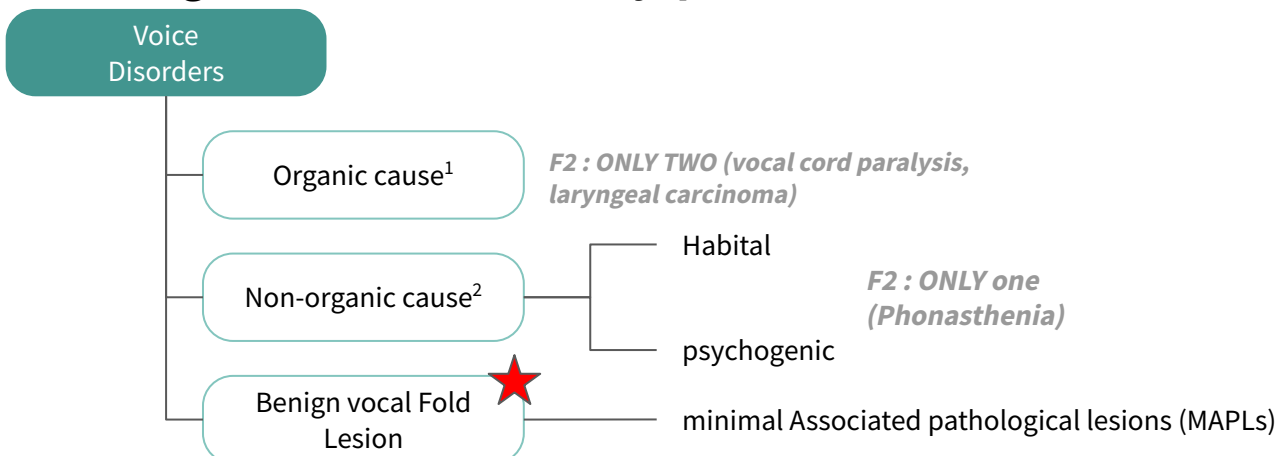 Voice
Disorders
Organic cause1
F2 : ONLY TWO (vocal cord paralysis,
laryngeal carcinoma)
Habital
Non-organic cause2
F2 : ONLY one
(Phonasthenia)
psychogenic
Benign vocal Fold
Lesion
minimal Associated pathological lesions (MAPLs)